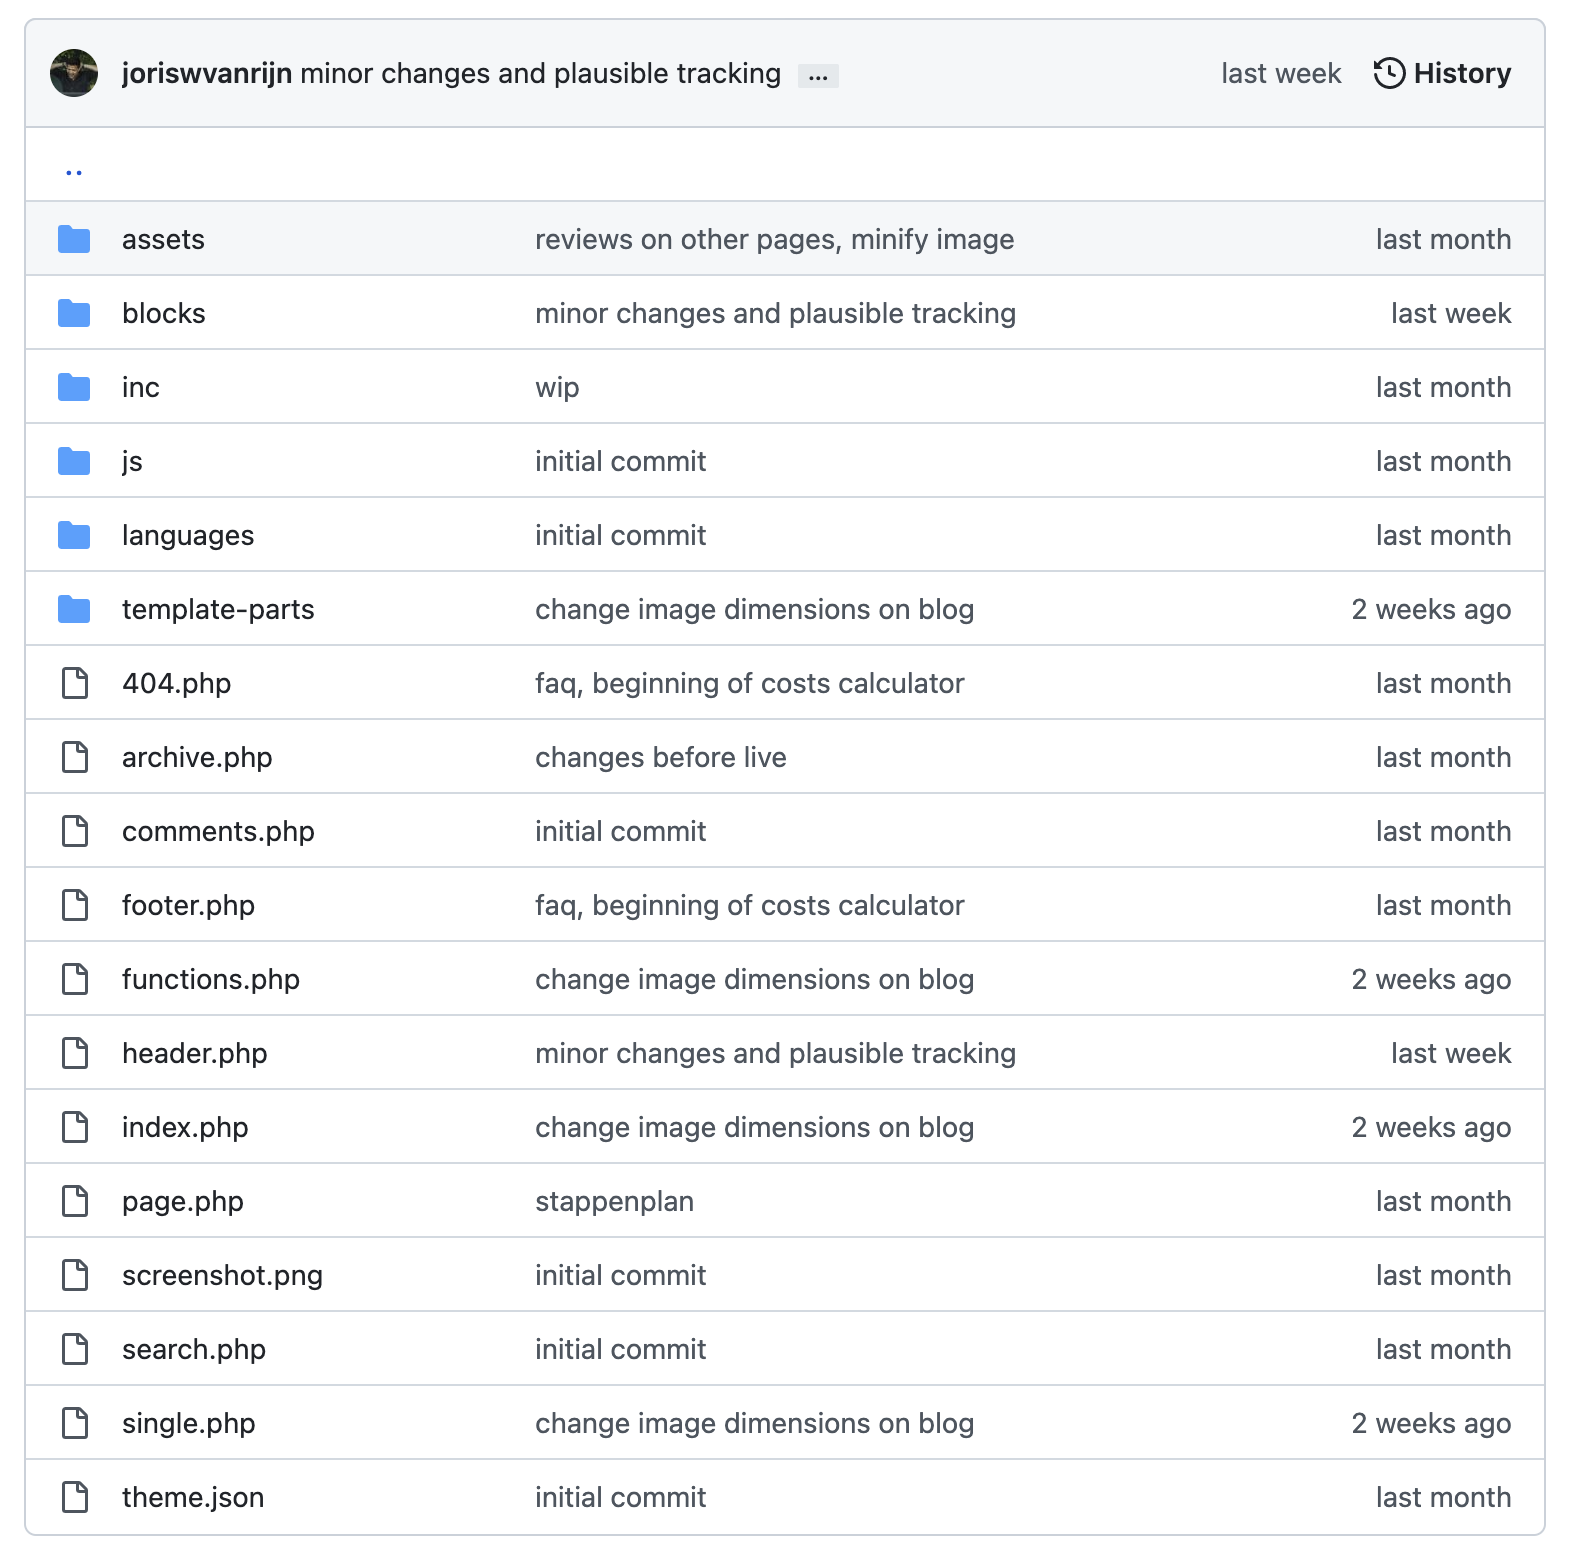 joriswvanrijn minor changes and plausible tracking ... last week History
..
assets reviews on other pages, minify image last month
blocks minor changes and plausible tracking last week
inc wip last month
js initial commit last month
languages initial commit last month
template-parts change image dimensions on blog 2 weeks ago
404.php faq, beginning of costs calculator last month
archive.php changes before live last month
comments.php initial commit last month
footer.php faq, beginning of costs calculator last month
functions.php change image dimensions on blog 2 weeks ago
header.php minor changes and plausible tracking last week
index.php change image dimensions on blog 2 weeks ago
page.php stappenplan last month
screenshot.png initial commit last month
search.php initial commit last month
single.php change image dimensions on blog 2 weeks ago
theme.json initial commit last month